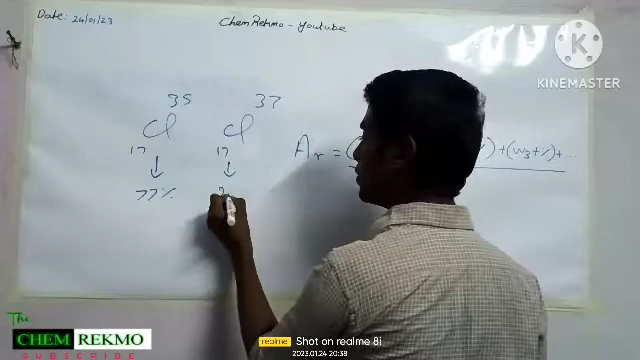 Date: 24/01/23
ChemRekmo - Youtube
KINEMASTER
35 37
Cl Cl
17 17
77%
Ar = ( %) + (W3+%) + ...
The
CHEM REKMO
SUBSCRIBE
realme Shot on realme 8i
2023.01.24 20:38